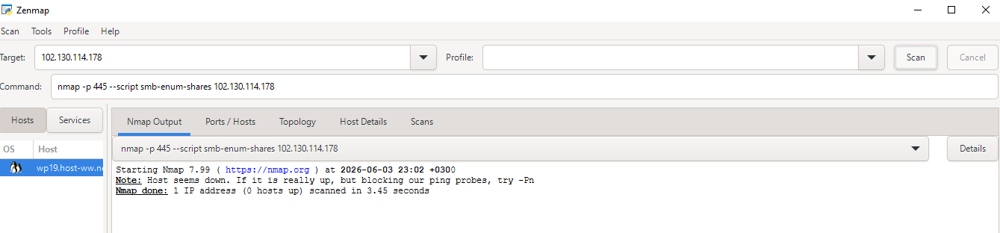 Zenmap
Scan Tools Profile Help
Target: 102.130.114.178 Profile: Scan Cancel
Command: nmap -p 445 --script smb-enum-shares 102.130.114.178
Hosts Services Nmap Output Ports / Hosts Topology Host Details Scans
nmap -p 445 --script smb-enum-shares 102.130.114.178 Details
OS Host
wp19.host-ww.n
Starting Nmap 7.99 ( https://nmap.org ) at 2026-06-03 23:02 +0300
Note: Host seems down. If it is really up, but blocking our ping probes, try -Pn
Nmap done: 1 IP address (0 hosts up) scanned in 3.45 seconds